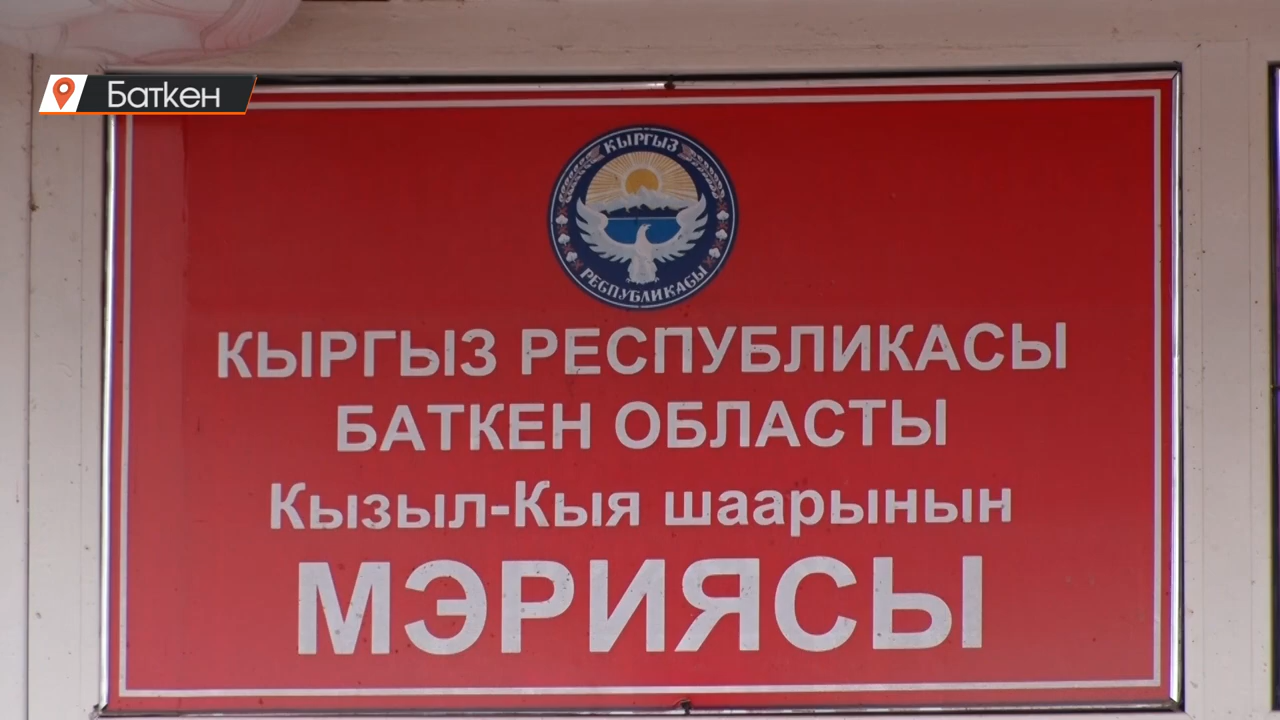 Баткен
КЫРГЫЗ
РЕСПУБЛИКАСЫ
КЫРГЫЗ РЕСПУБЛИКАСЫ
БАТКЕН ОБЛАСТЫ
Кызыл-Кыя шаарынын
МЭРИЯСЫ